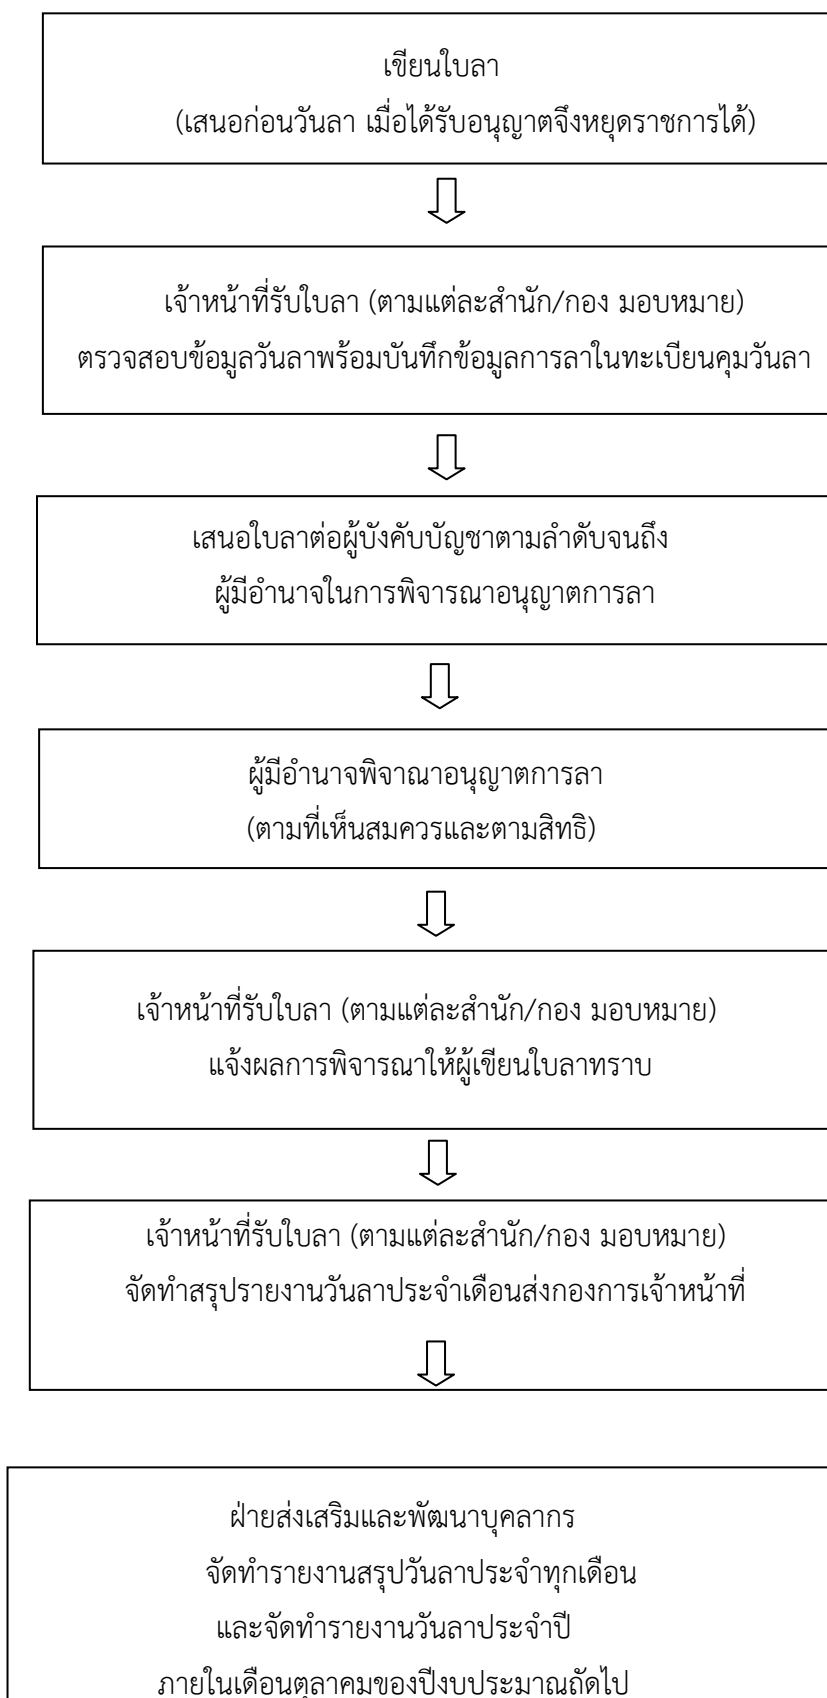 เขียนใบลา
(เสนอก่อนวันลา เมื่อได้รับอนุญาตจึงหยุดราชการได้)
เจ้าหน้าที่รับใบลา (ตามแต่ละสำนัก/กอง มอบหมาย)
ตรวจสอบข้อมูลวันลาพร้อมบันทึกข้อมูลการลาในทะเบียนคุมวันลา
เสนอใบลาต่อผู้บังคับบัญชาตามลำดับจนถึง
ผู้มีอำนาจในการพิจารณาอนุญาตการลา
ผู้มีอำนาจพิจาณาอนุญาตการลา
(ตามที่เห็นสมควรและตามสิทธิ)
เจ้าหน้าที่รับใบลา (ตามแต่ละสำนัก/กอง มอบหมาย)
แจ้งผลการพิจารณาให้ผู้เขียนใบลาทราบ
เจ้าหน้าที่รับใบลา (ตามแต่ละสำนัก/กอง มอบหมาย)
จัดทำสรุปรายงานวันลาประจำเดือนส่งกองการเจ้าหน้าที่
ฝ่ายส่งเสริมและพัฒนาบุคลากร
จัดทำรายงานสรุปวันลาประจำทุกเดือน
และจัดทำรายงานวันลาประจำปี
ภายในเดือนตุลาคมของปีงบประมาณถัดไป